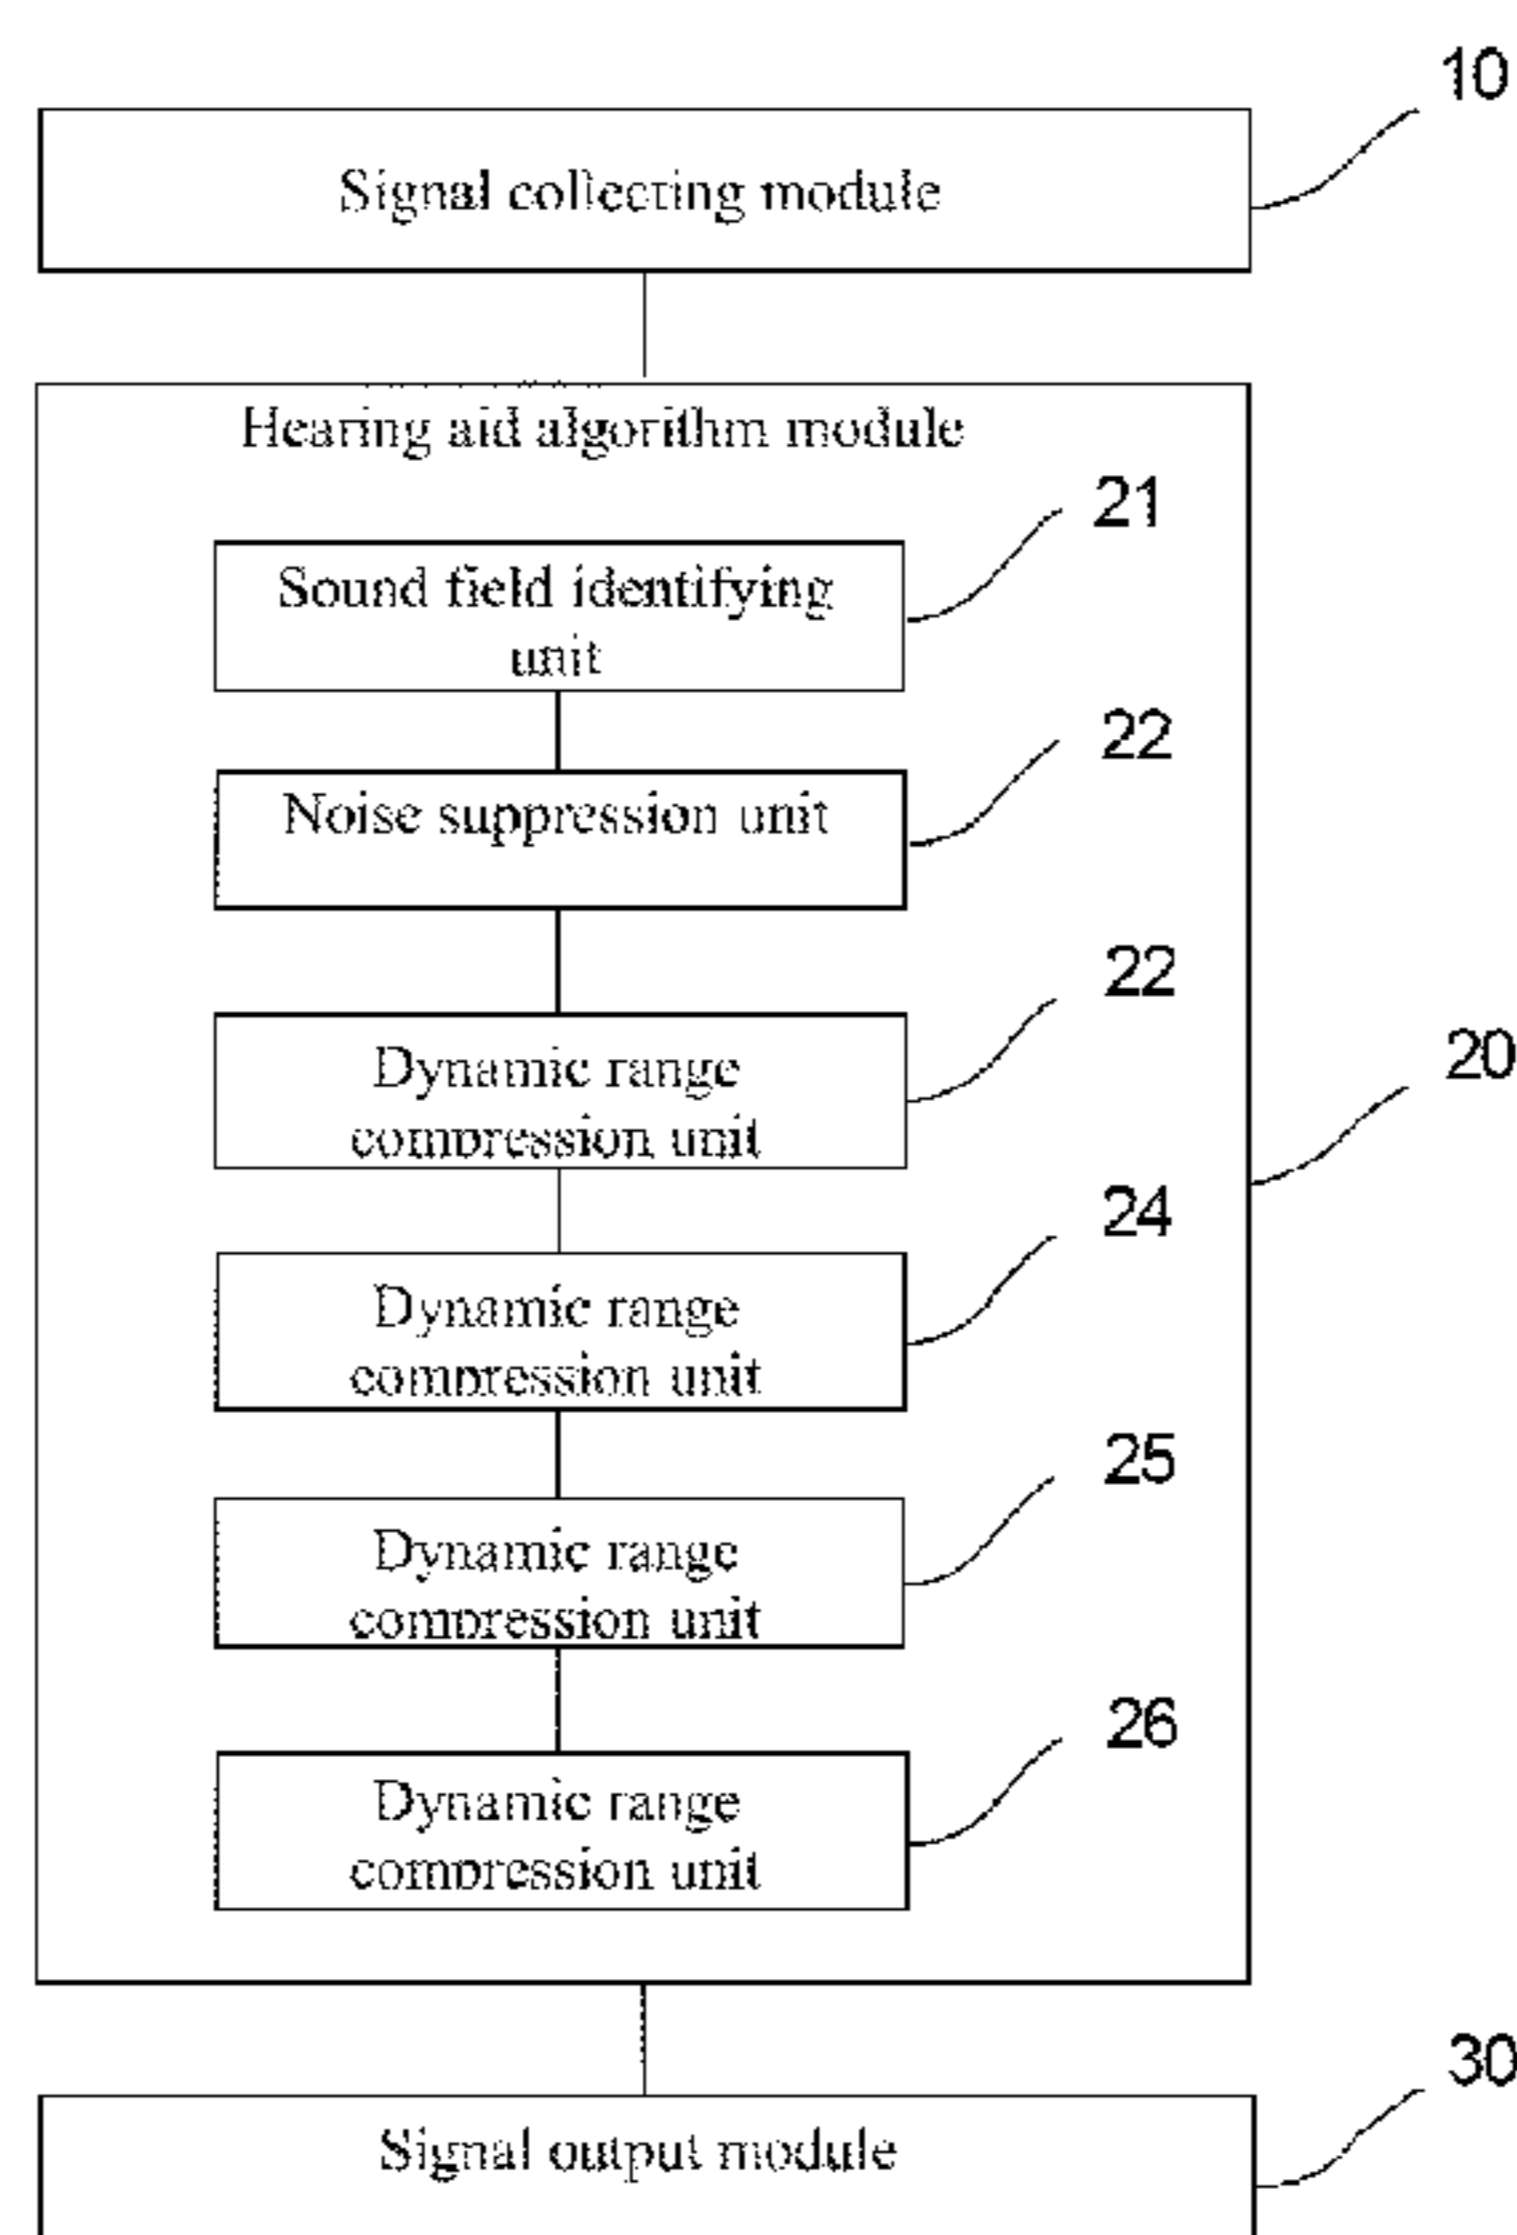 10
Signal collecting module
Hearing aid algorithm module
21
Sound field identifying
unit
22
Noise suppression unit
22
Dynamic range
compression unit
20
24
Dynamic range
compression unit
25
Dynamic range
compression unit
26
Dynamic range
compression unit
30
Signal output module